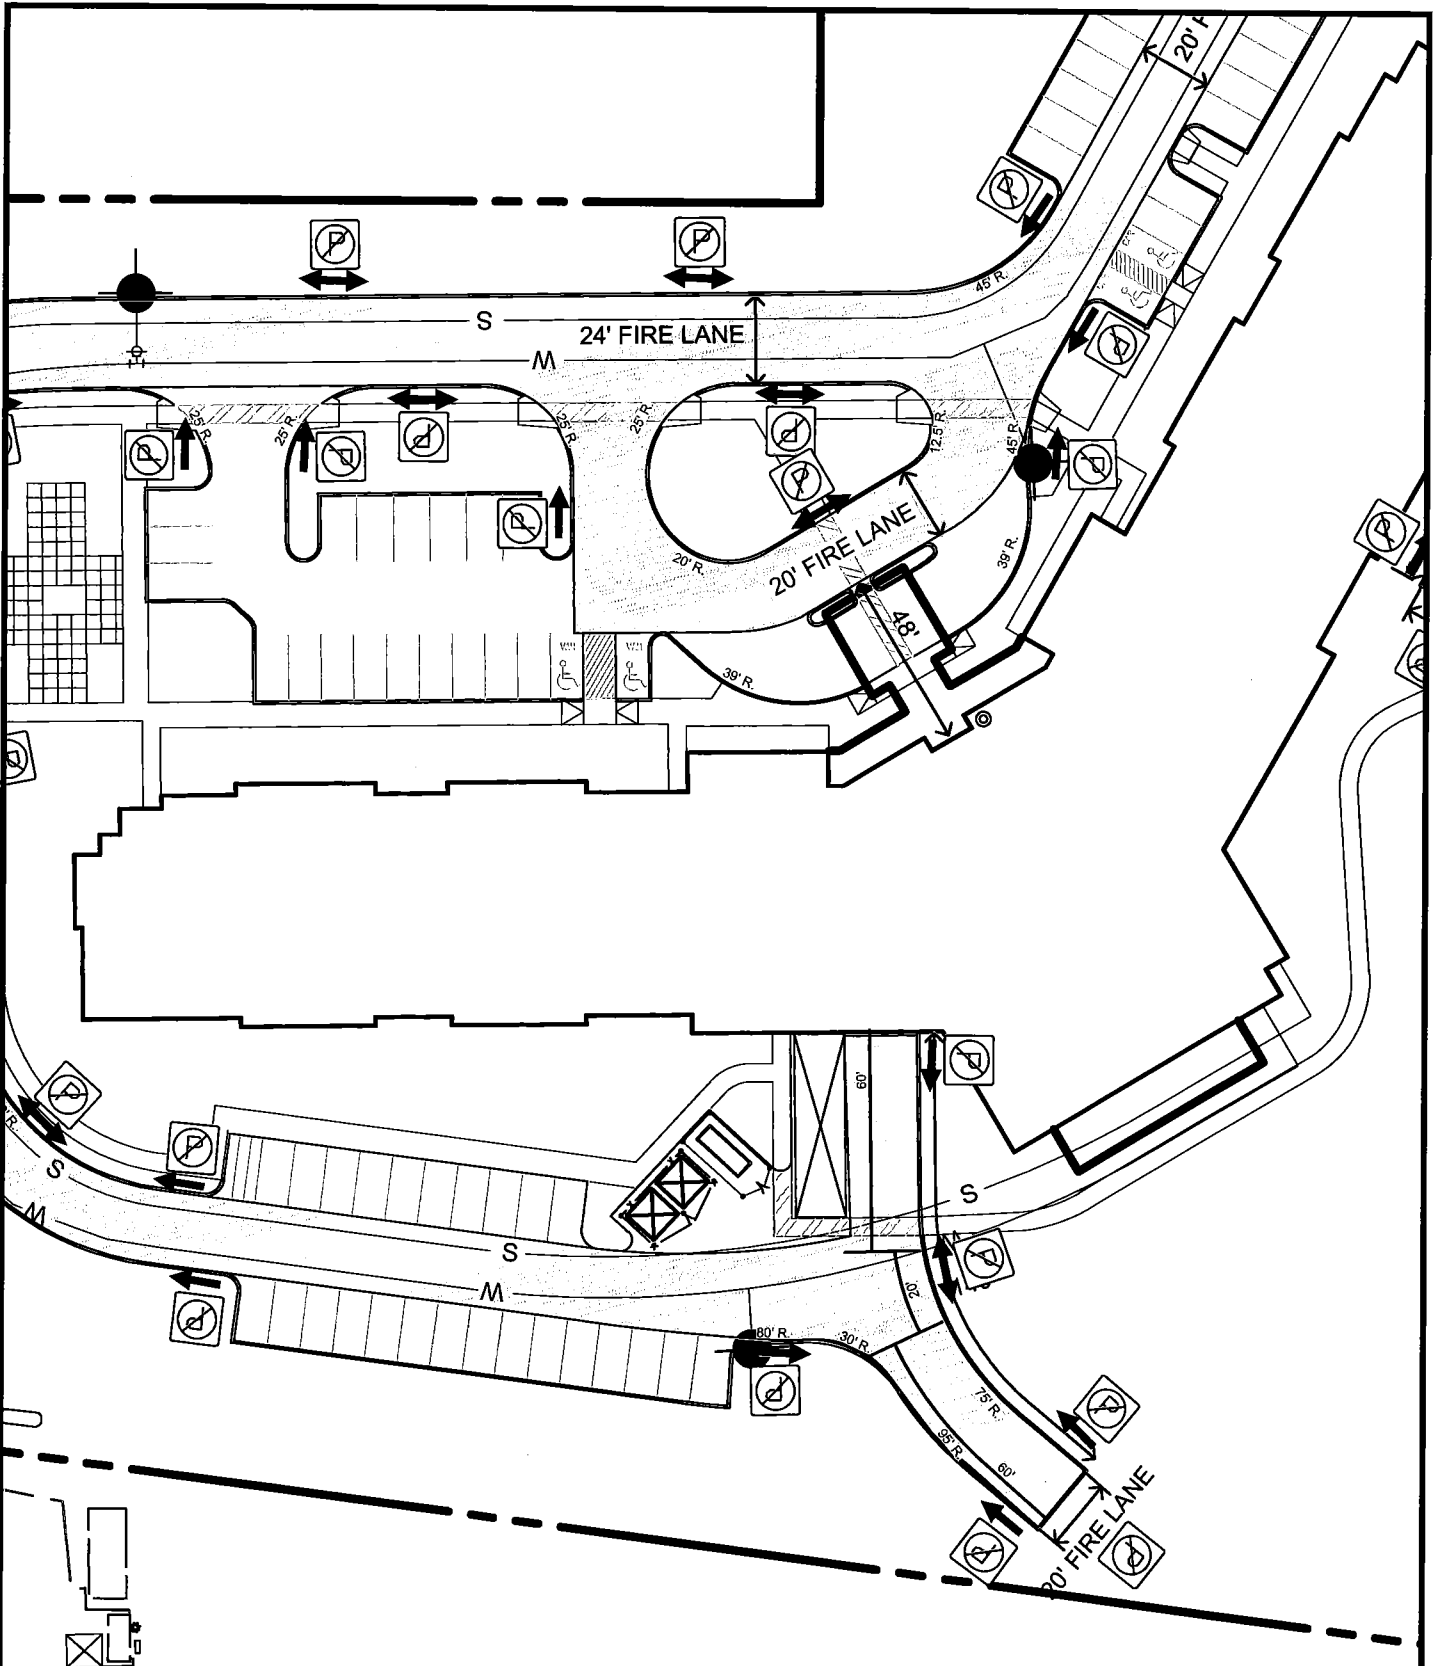 20' F
P
P
P
45' R.
S
24' FIRE LANE
W
P
25' R.
25' R.
25' R.
25' R.
12.5' R.
45' R.
P
P
P
P
P
P
P
P
20' R.
20' FIRE LANE
39' R.
48'
39' R.
P
P
60'
P
P
P
S
W
S
S
W
P
20'
P
80' R.
30' R.
P
75' R.
95' R.
60'
P
20' FIRE LANE
P
P